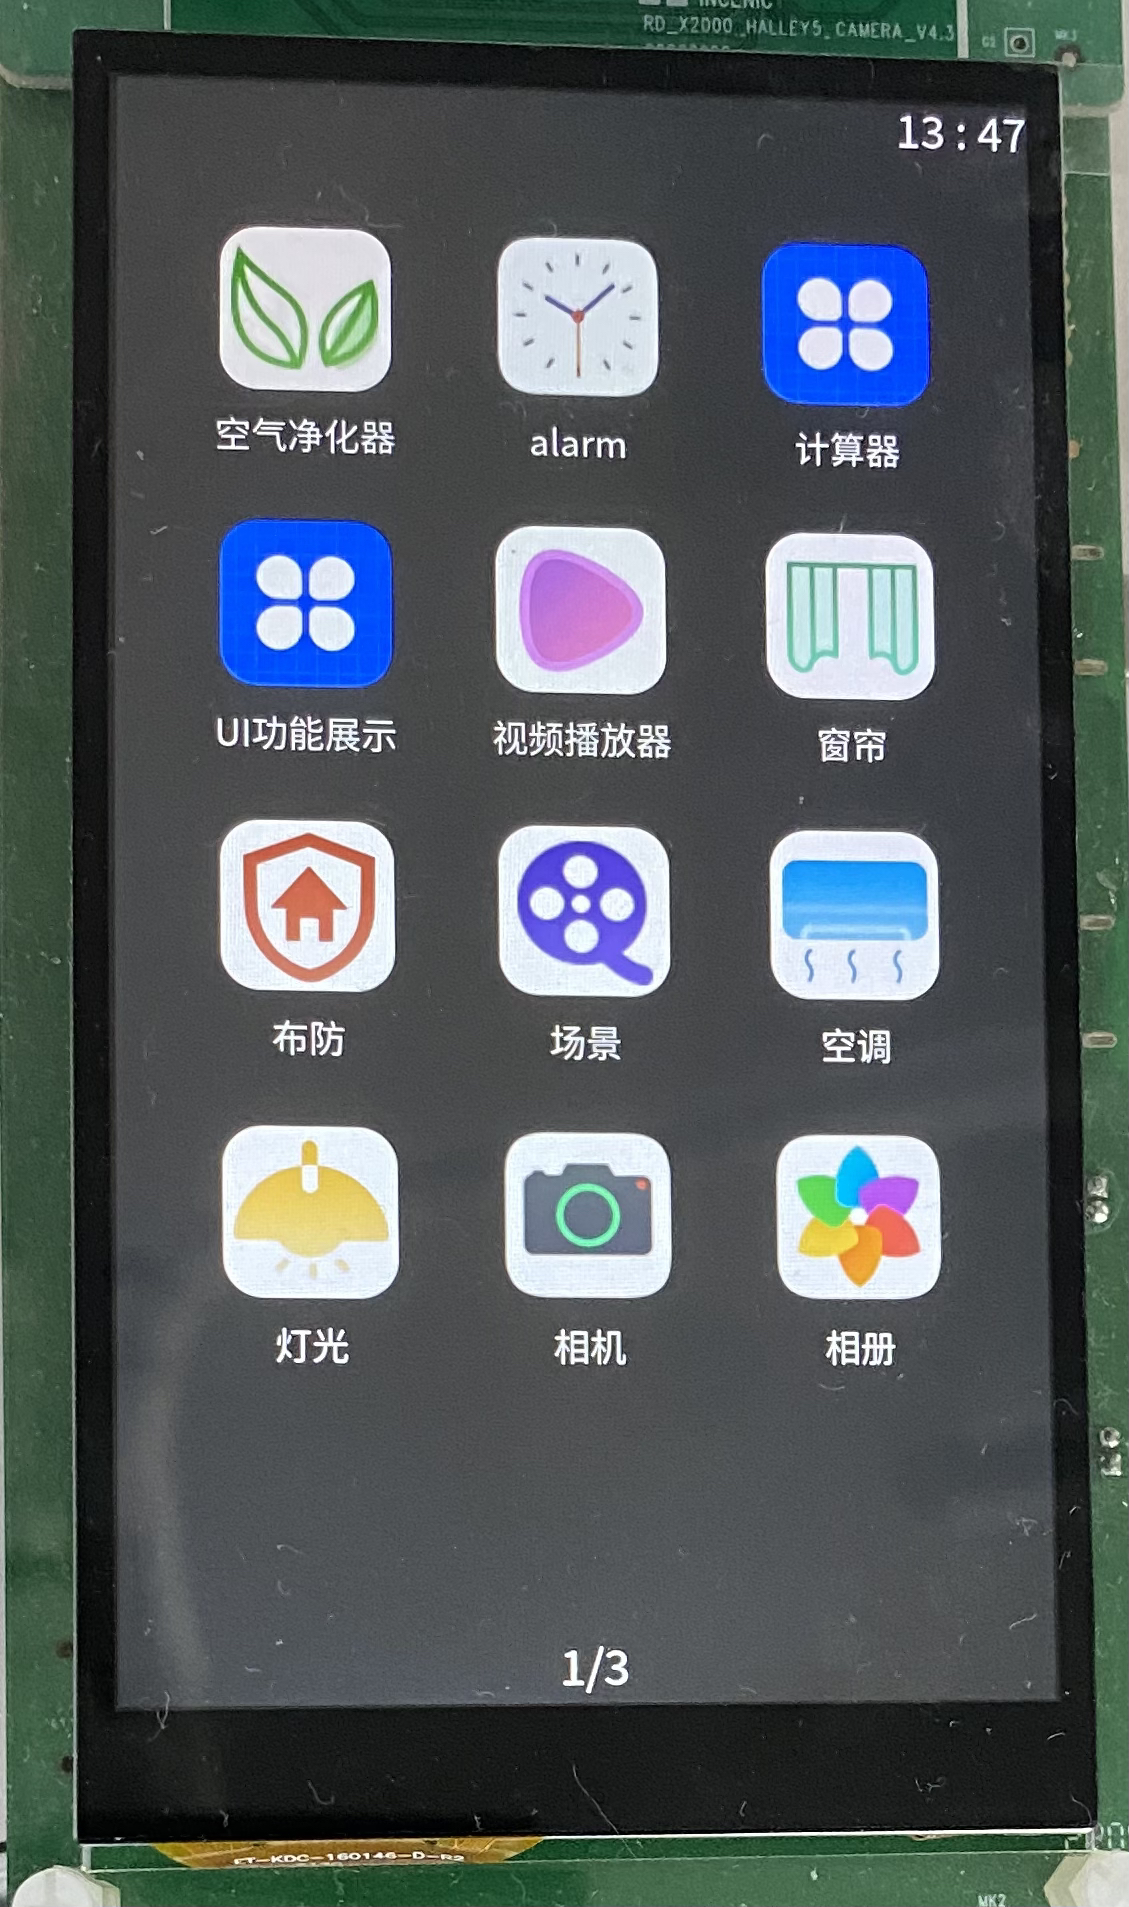 INGENIC
RD_X2000_HALLEY5_CAMERA_V4.3
13:47
空气净化器
alarm
计算器
UI功能展示
视频播放器
窗帘
布防
场景
空调
灯光
相机
相册
1/3
FT-KDC-160146-D-R2
MK2